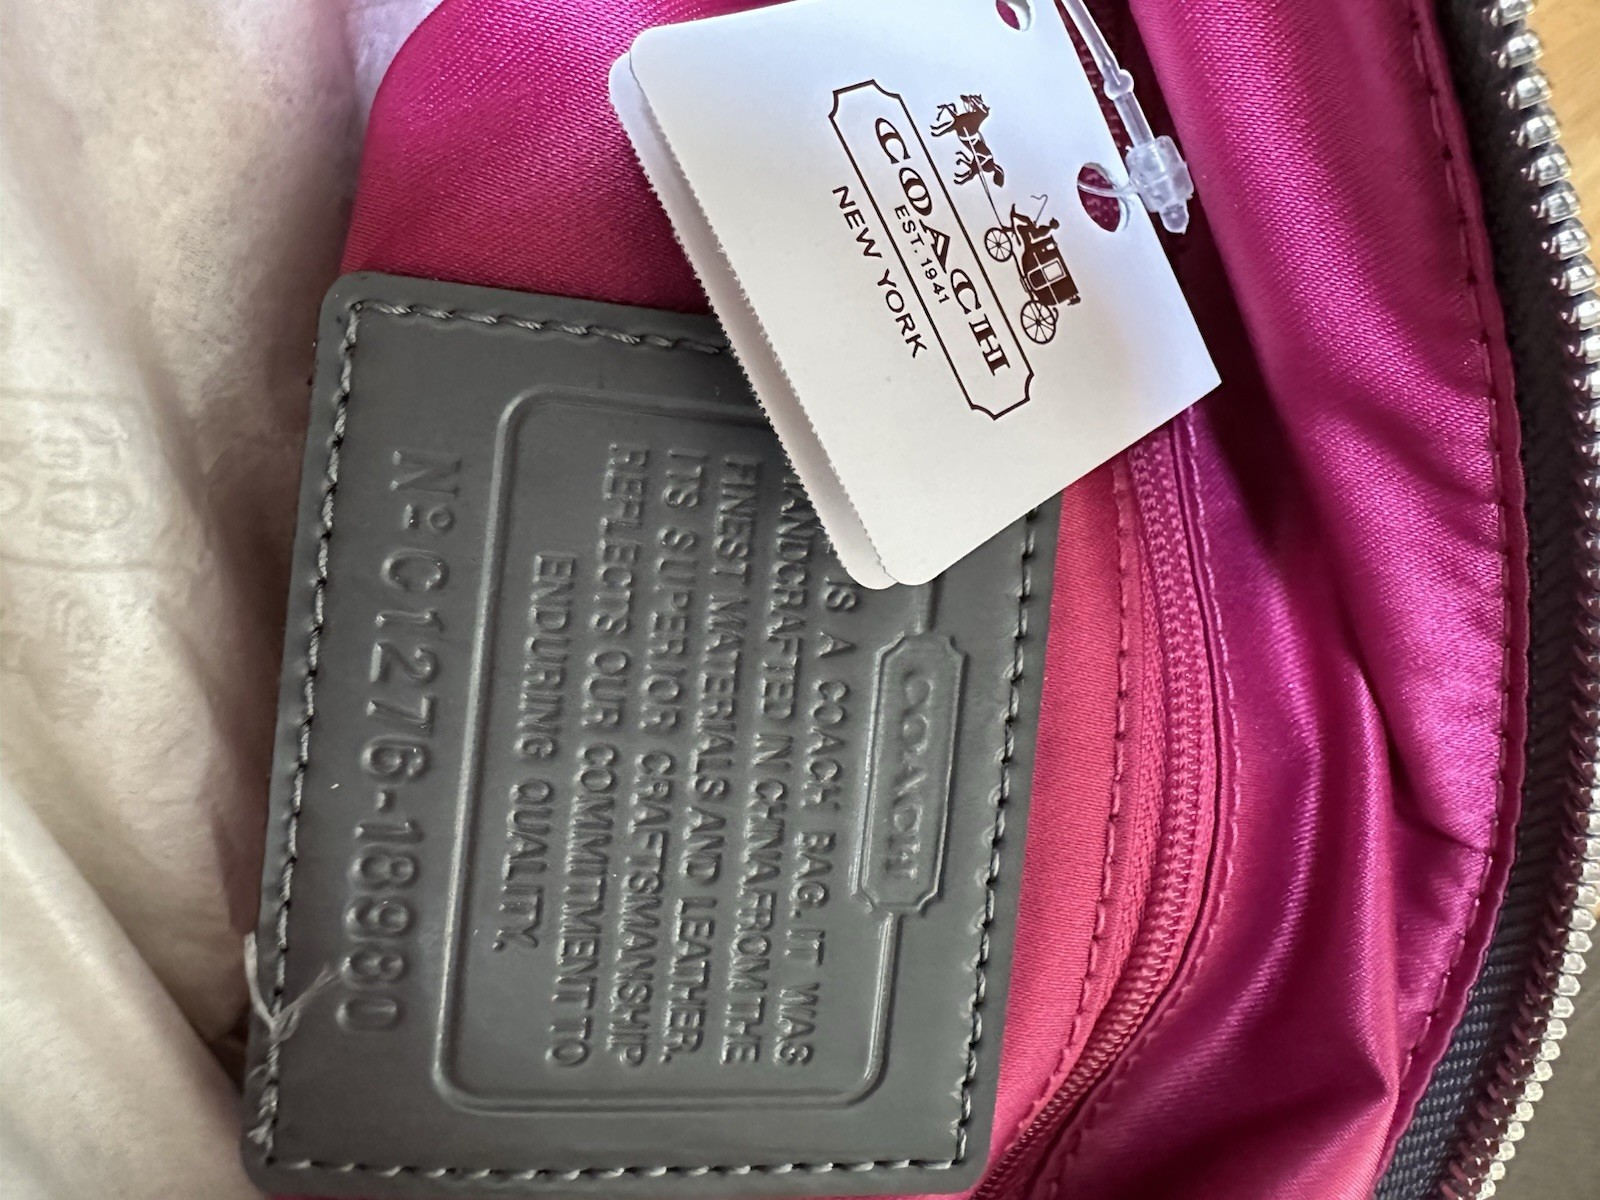 COACH
EST. 1941
NEW YORK
COACH
IS A COACH BAG. IT WAS
HANDCRAFTED IN CHINA FROM THE
FINEST MATERIALS AND LEATHER.
ITS SUPERIOR CRAFTSMANSHIP
REFLECTS OUR COMMITMENT TO
ENDURING QUALITY.
Nº C1276-18980